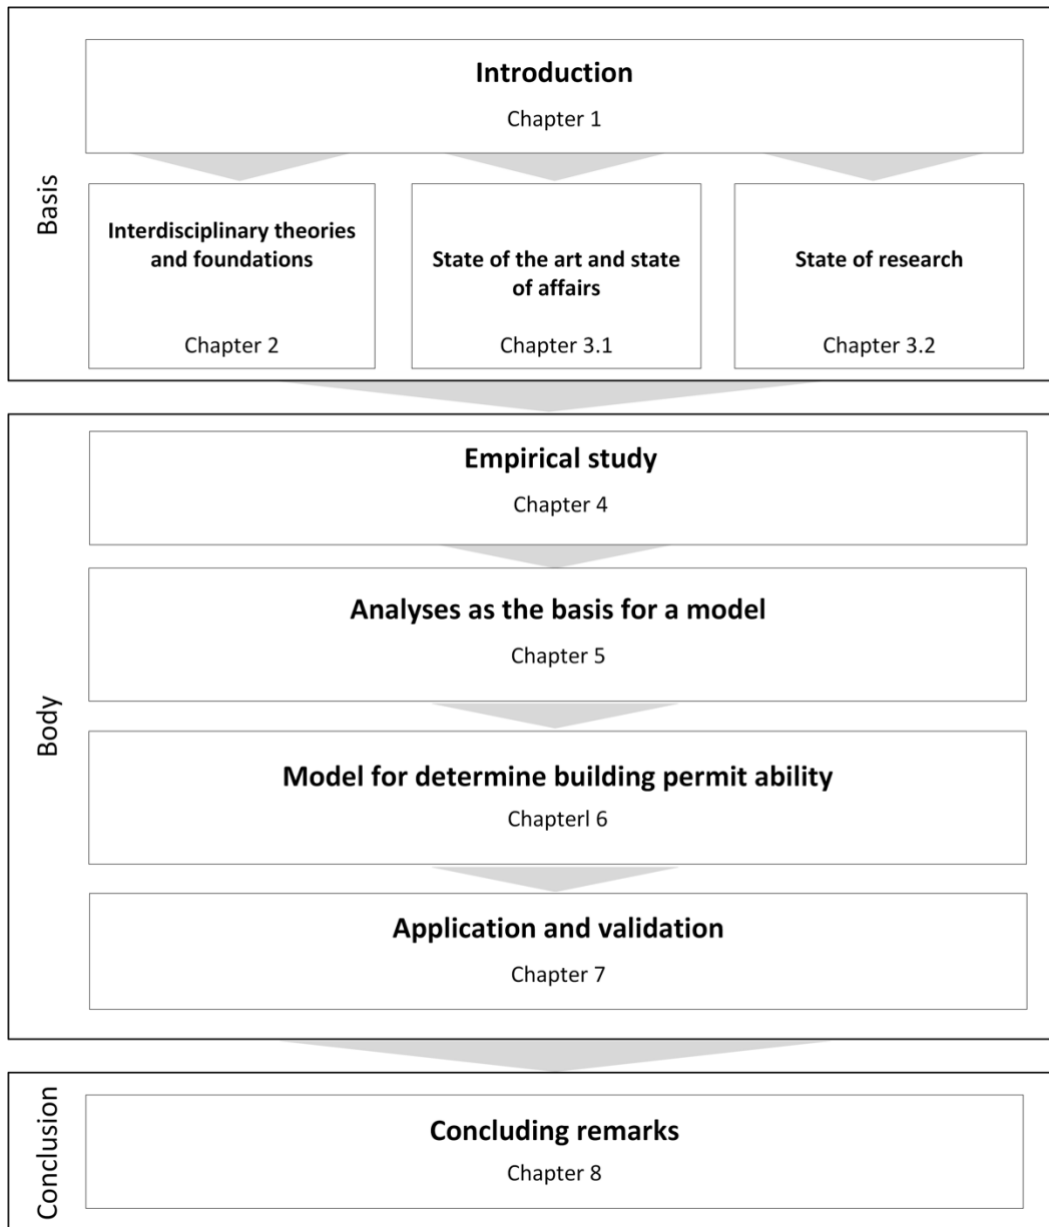 Basis
Introduction
Chapter 1
Interdisciplinary theories
and foundations
Chapter 2
State of the art and state
of affairs
Chapter 3.1
State of research
Chapter 3.2
Body
Empirical study
Chapter 4
Analyses as the basis for a model
Chapter 5
Model for determine building permit ability
Chapterl 6
Application and validation
Chapter 7
Conclusion
Concluding remarks
Chapter 8